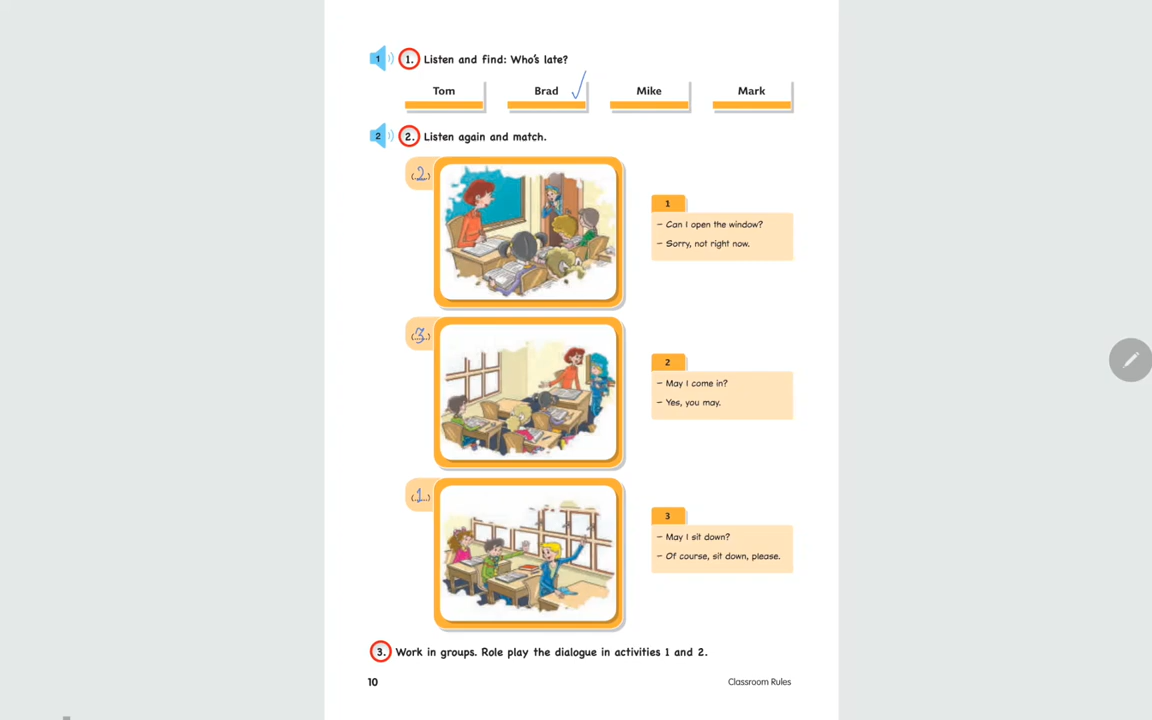 1 1. Listen and find: Who's late?
Tom Brad ✓ Mike Mark
2 2. Listen again and match.
(..2..)
1
– Can I open the window?
– Sorry, not right now.
(..3..)
2
– May I come in?
– Yes, you may.
(..1..)
3
– May I sit down?
– Of course, sit down, please.
3. Work in groups. Role play the dialogue in activities 1 and 2.
10 Classroom Rules